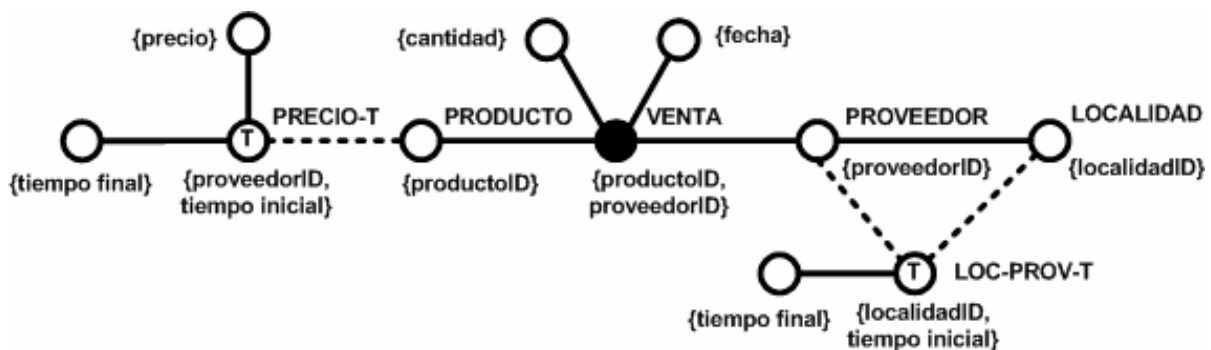 {precio}
{cantidad}
{fecha}
PRECIO-T
PRODUCTO
VENTA
PROVEEDOR
LOCALIDAD
T
{tiempo final}
{proveedorID,
tiempo inicial}
{productoID}
{productoID,
proveedorID}
{proveedorID}
{localidadID}
T
LOC-PROV-T
{tiempo final}
{localidadID,
tiempo inicial}